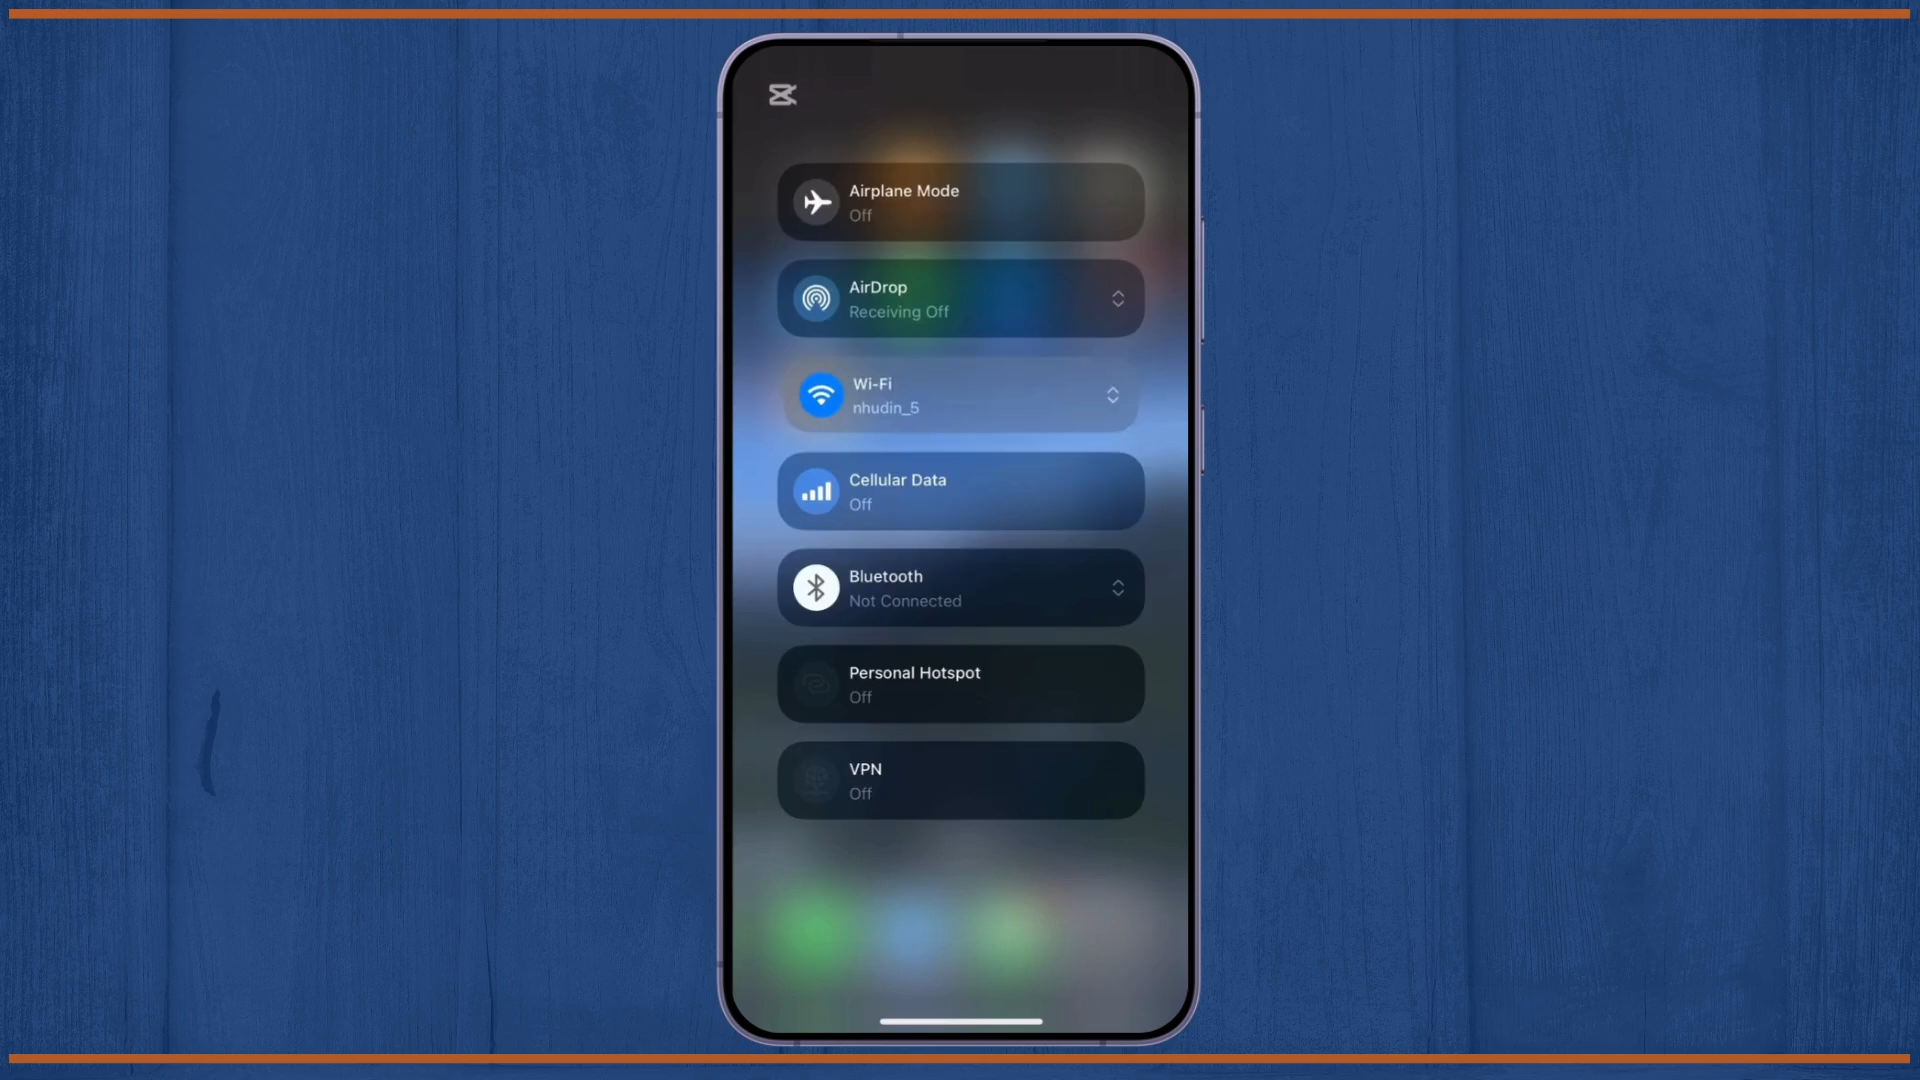 Airplane Mode
Off
AirDrop
Receiving Off
Wi-Fi
nhudin_5
Cellular Data
Off
Bluetooth
Not Connected
Personal Hotspot
Off
VPN
Off